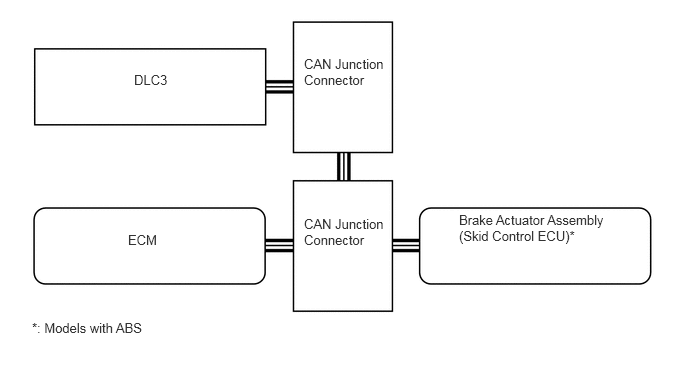 CAN Junction
Connector
DLC3
CAN Junction
Connector
ECM
Brake Actuator Assembly
(Skid Control ECU)*
*: Models with ABS